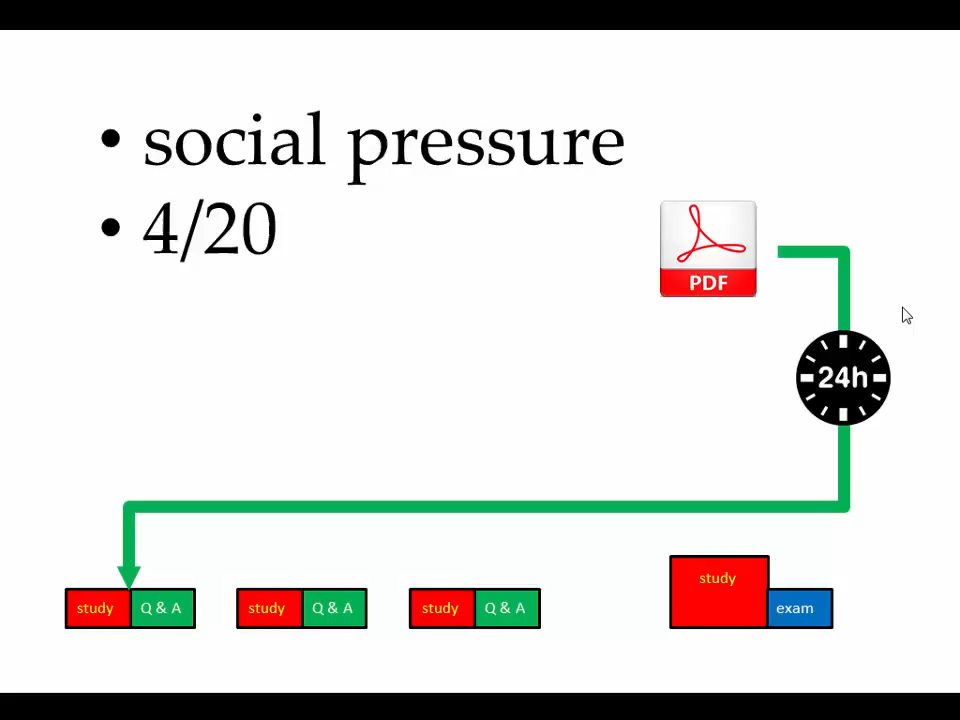 • social pressure
• 4/20
PDF
24h
study
study Q & A study Q & A study Q & A exam